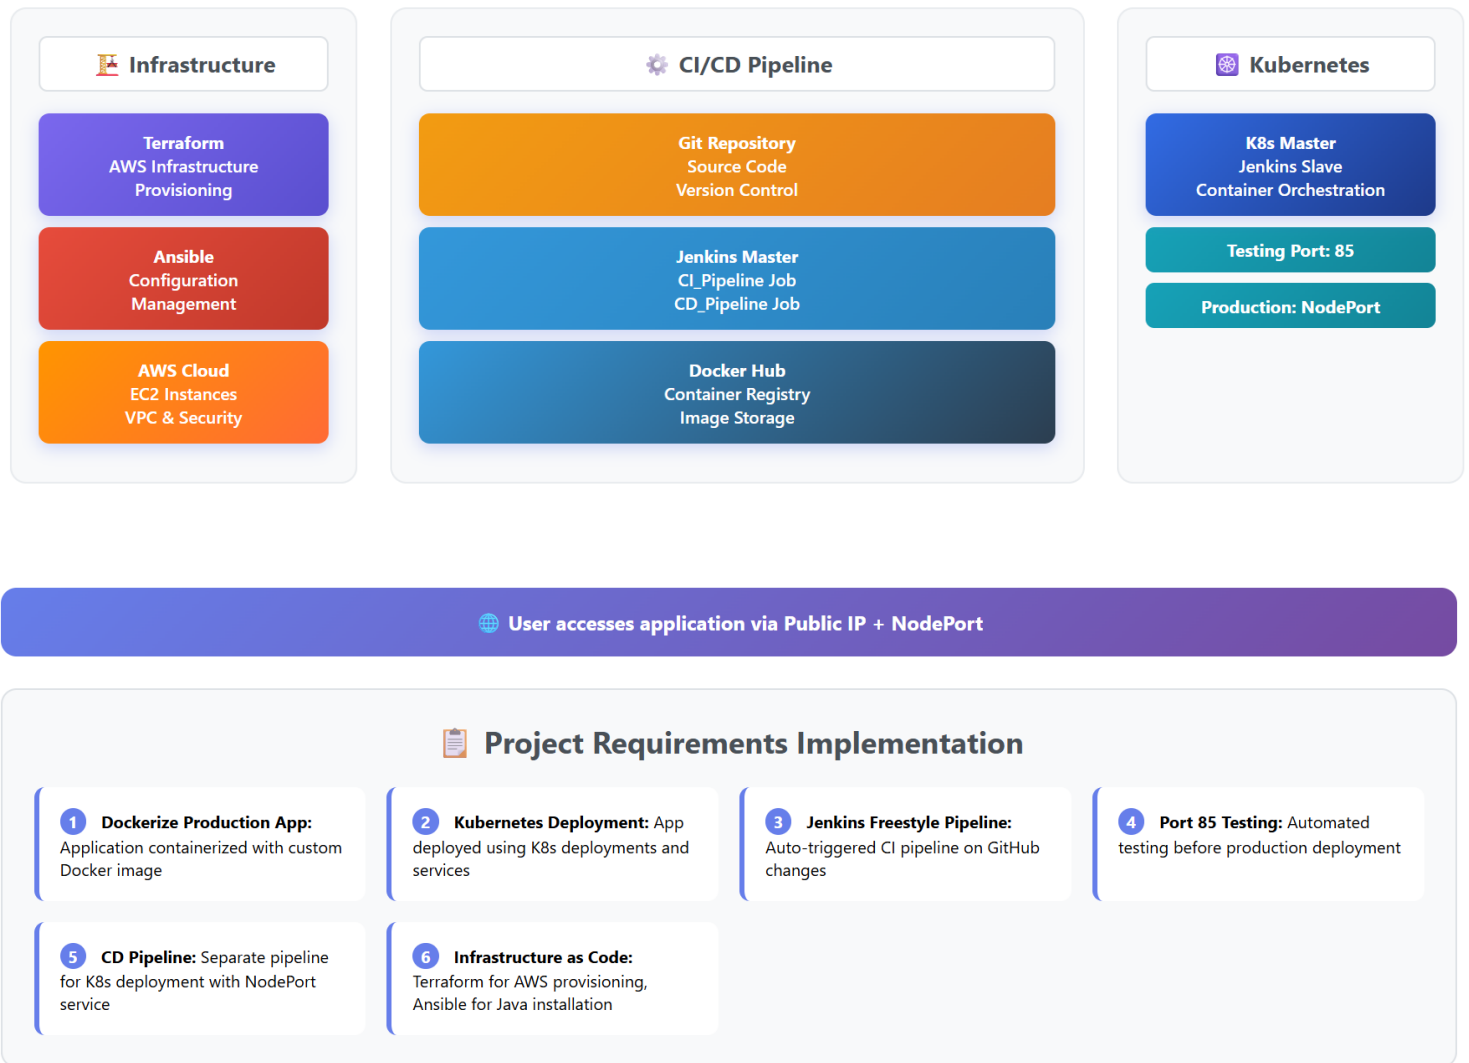 Infrastructure
Terraform
AWS Infrastructure
Provisioning
Ansible
Configuration
Management
AWS Cloud
EC2 Instances
VPC & Security
CI/CD Pipeline
Git Repository
Source Code
Version Control
Jenkins Master
CI_Pipeline Job
CD_Pipeline Job
Docker Hub
Container Registry
Image Storage
Kubernetes
K8s Master
Jenkins Slave
Container Orchestration
Testing Port: 85
Production: NodePort
User accesses application via Public IP + NodePort
Project Requirements Implementation
1 Dockerize Production App:
Application containerized with custom
Docker image
2 Kubernetes Deployment: App
deployed using K8s deployments and
services
3 Jenkins Freestyle Pipeline:
Auto-triggered CI pipeline on GitHub
changes
4 Port 85 Testing: Automated
testing before production deployment
5 CD Pipeline: Separate pipeline
for K8s deployment with NodePort
service
6 Infrastructure as Code:
Terraform for AWS provisioning,
Ansible for Java installation